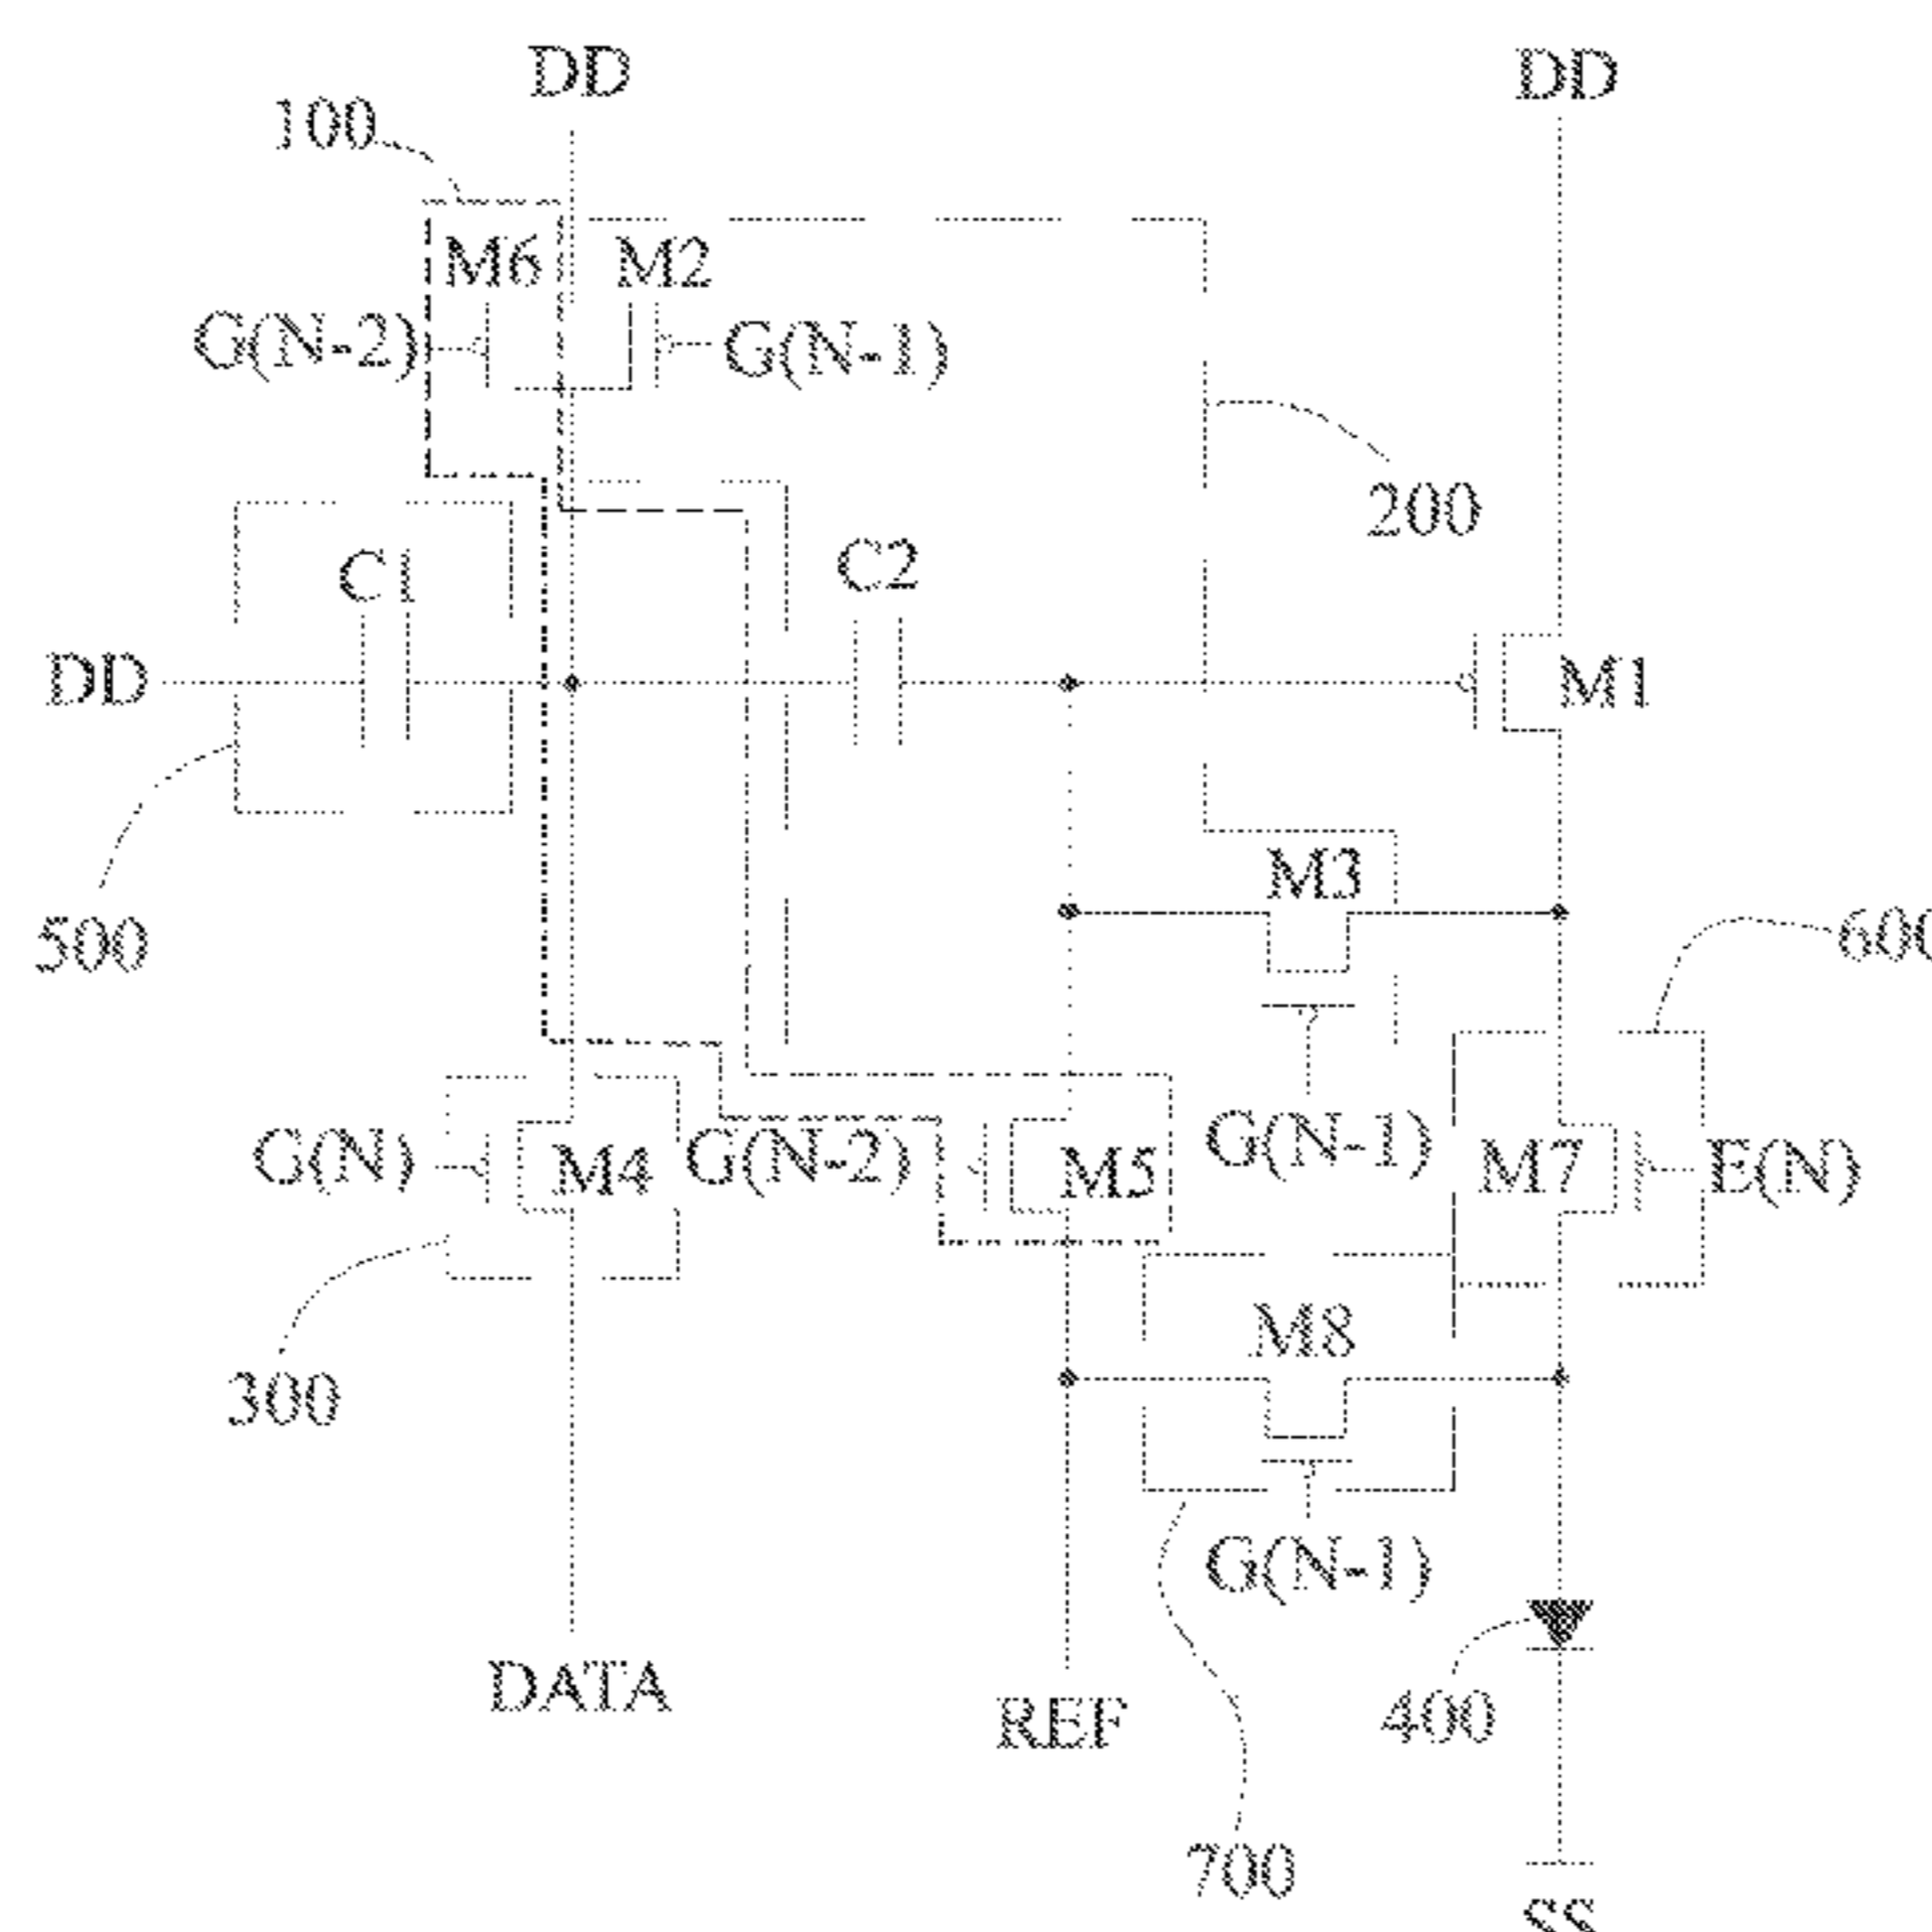 DD
DD
100
M6
M2
G(N-2)
G(N-1)
200
C1
C2
DD
M1
M3
500
600
G(N)
M4
G(N-2)
M5
G(N-1)
M7
E(N)
M8
300
G(N-1)
DATA
REF
400
700
SS